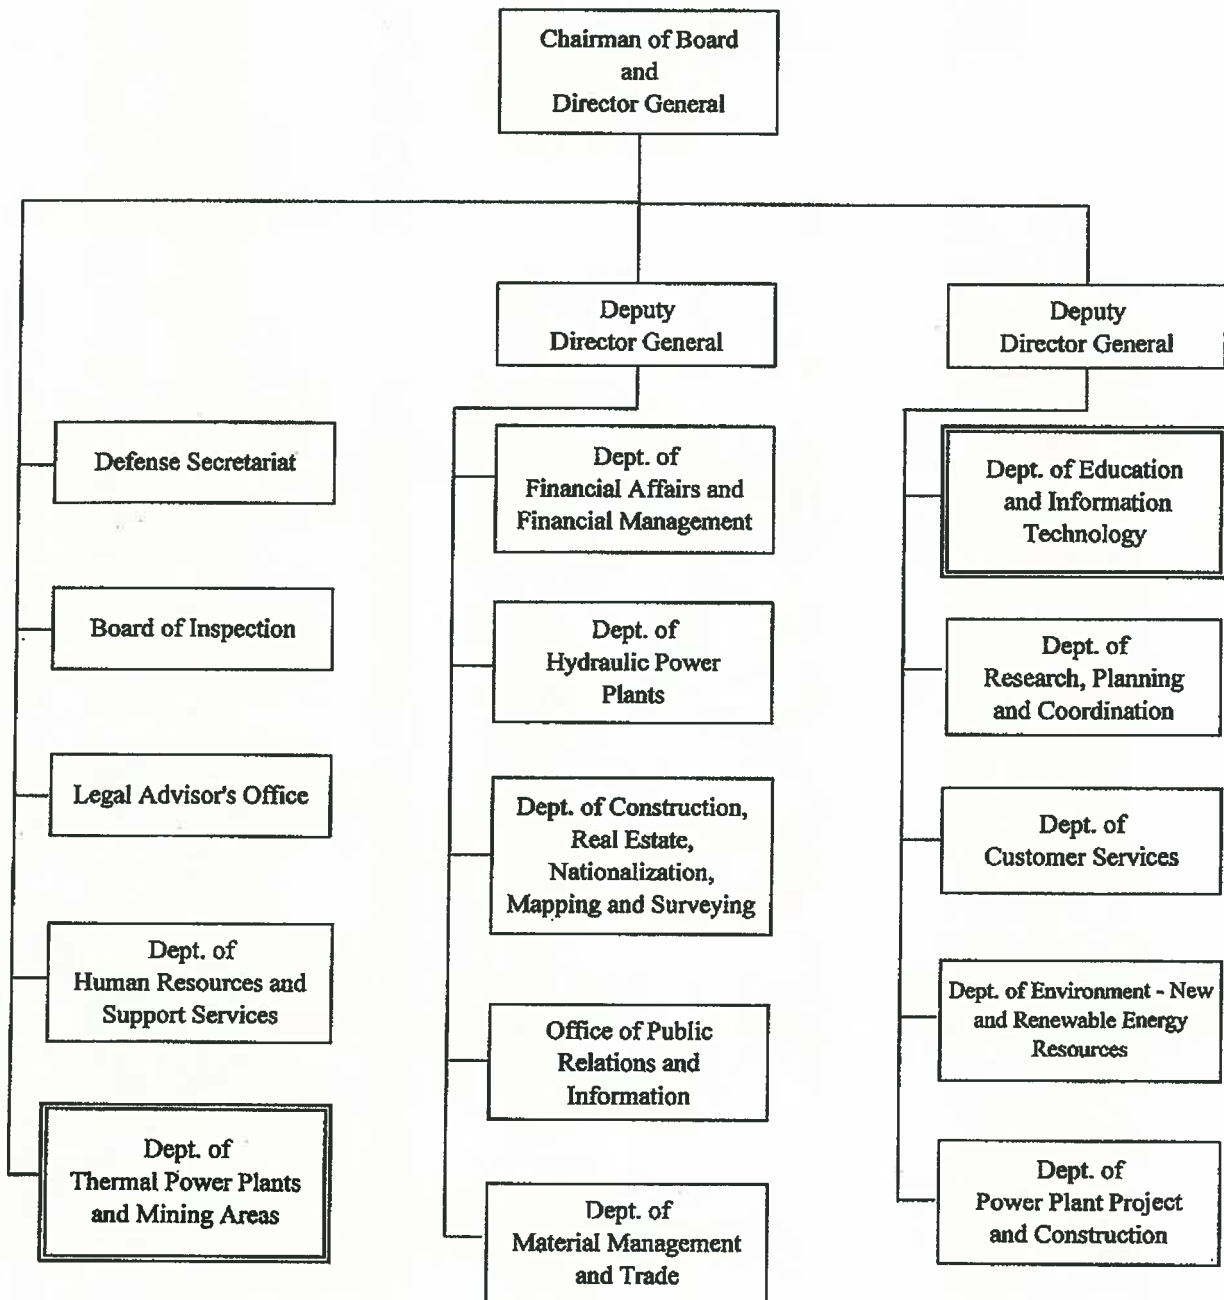 Chairman of Board
and
Director General
Deputy
Director General
Deputy
Director General
Defense Secretariat
Board of Inspection
Legal Advisor's Office
Dept. of
Human Resources and
Support Services
Dept. of
Thermal Power Plants
and Mining Areas
Dept. of
Financial Affairs and
Financial Management
Dept. of
Hydraulic Power
Plants
Dept. of Construction,
Real Estate,
Nationalization,
Mapping and Surveying
Office of Public
Relations and
Information
Dept. of
Material Management
and Trade
Dept. of Education
and Information
Technology
Dept. of
Research, Planning
and Coordination
Dept. of
Customer Services
Dept. of Environment - New
and Renewable Energy
Resources
Dept. of
Power Plant Project
and Construction